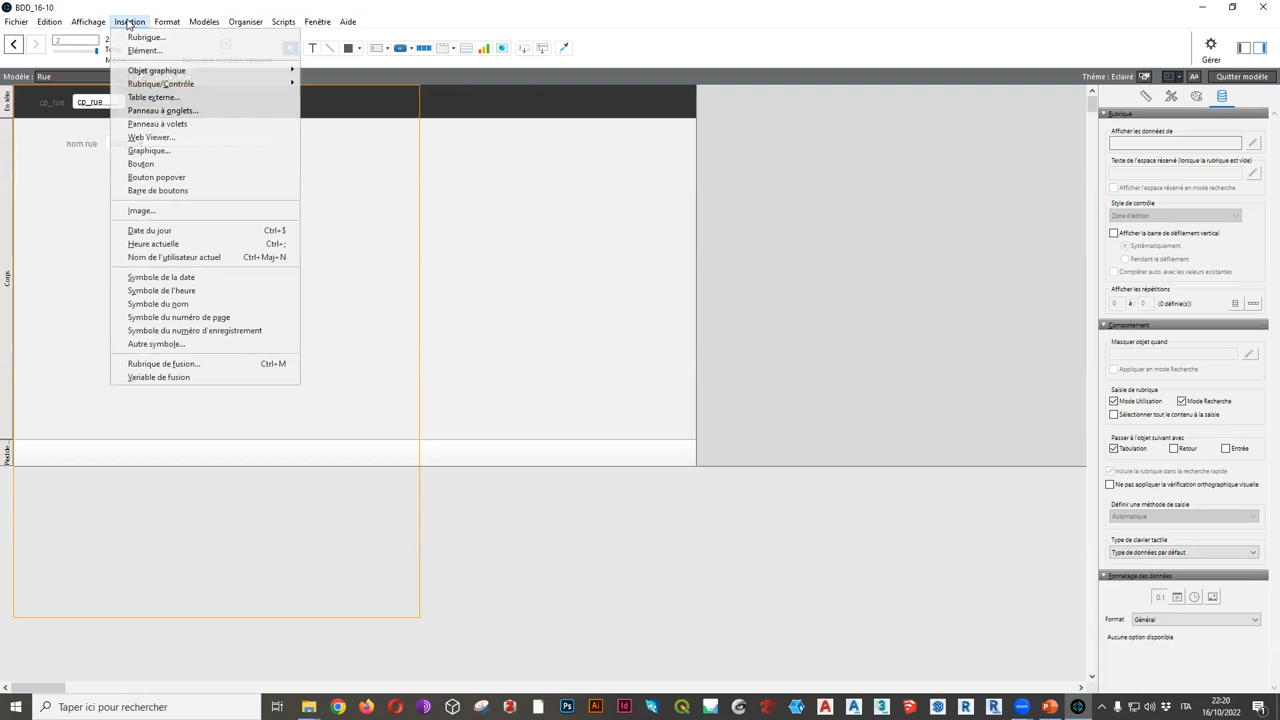 BDD_16-10
Fichier Edition Affichage Insertion Format Modèles Organiser Scripts Fenêtre Aide
2
Gérer
Modèle : Rue
Thème : Eclairé
Quitter modèle
Rubrique...
Elément...
Objet graphique
Rubrique/Contrôle
Table externe...
Panneau à onglets...
Panneau à volets
Web Viewer...
Graphique...
Bouton
Bouton popover
Barre de boutons
Image...
Date du jour Ctrl+$
Heure actuelle Ctrl+;
Nom de l'utilisateur actuel Ctrl+Maj+N
Symbole de la date
Symbole de l'heure
Symbole du nom
Symbole du numéro de page
Symbole du numéro d'enregistrement
Autre symbole...
Rubrique de fusion... Ctrl+M
Variable de fusion
En-tête
cp_rue cp_rue
nom rue
Corps
Rubrique
Afficher les données de
Texte de l'espace réservé (lorsque la rubrique est vide)
Afficher l'espace réservé en mode recherche
Style de contrôle
Zone d'édition
Afficher la barre de défilement vertical
Systématiquement
Pendant le défilement
Compléter auto. avec les valeurs existantes
Afficher les répétitions
0 à : 0 (0 définie(s))
Comportement
Masquer objet quand
Appliquer en mode Recherche
Saisie de rubrique
Mode Utilisation Mode Recherche
Sélectionner tout le contenu à la saisie
Passer à l'objet suivant avec
Tabulation Retour Entrée
Inclure la rubrique dans la recherche rapide
Ne pas appliquer la vérification orthographique visuelle
Définir une méthode de saisie
Automatique
Type de clavier tactile
Type de données par défaut
Formatage des données
Format Général
Aucune option disponible
Taper ici pour rechercher
ITA
22:20
16/10/2022